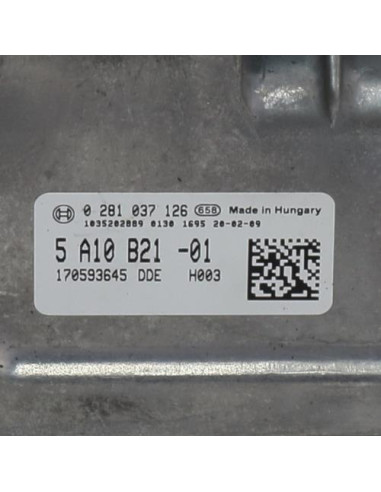 0 281 037 126 658 Made in Hungary
1035202889 0130 1695 20-02-09
5 A10 B21 -01
170593645 DDE H003